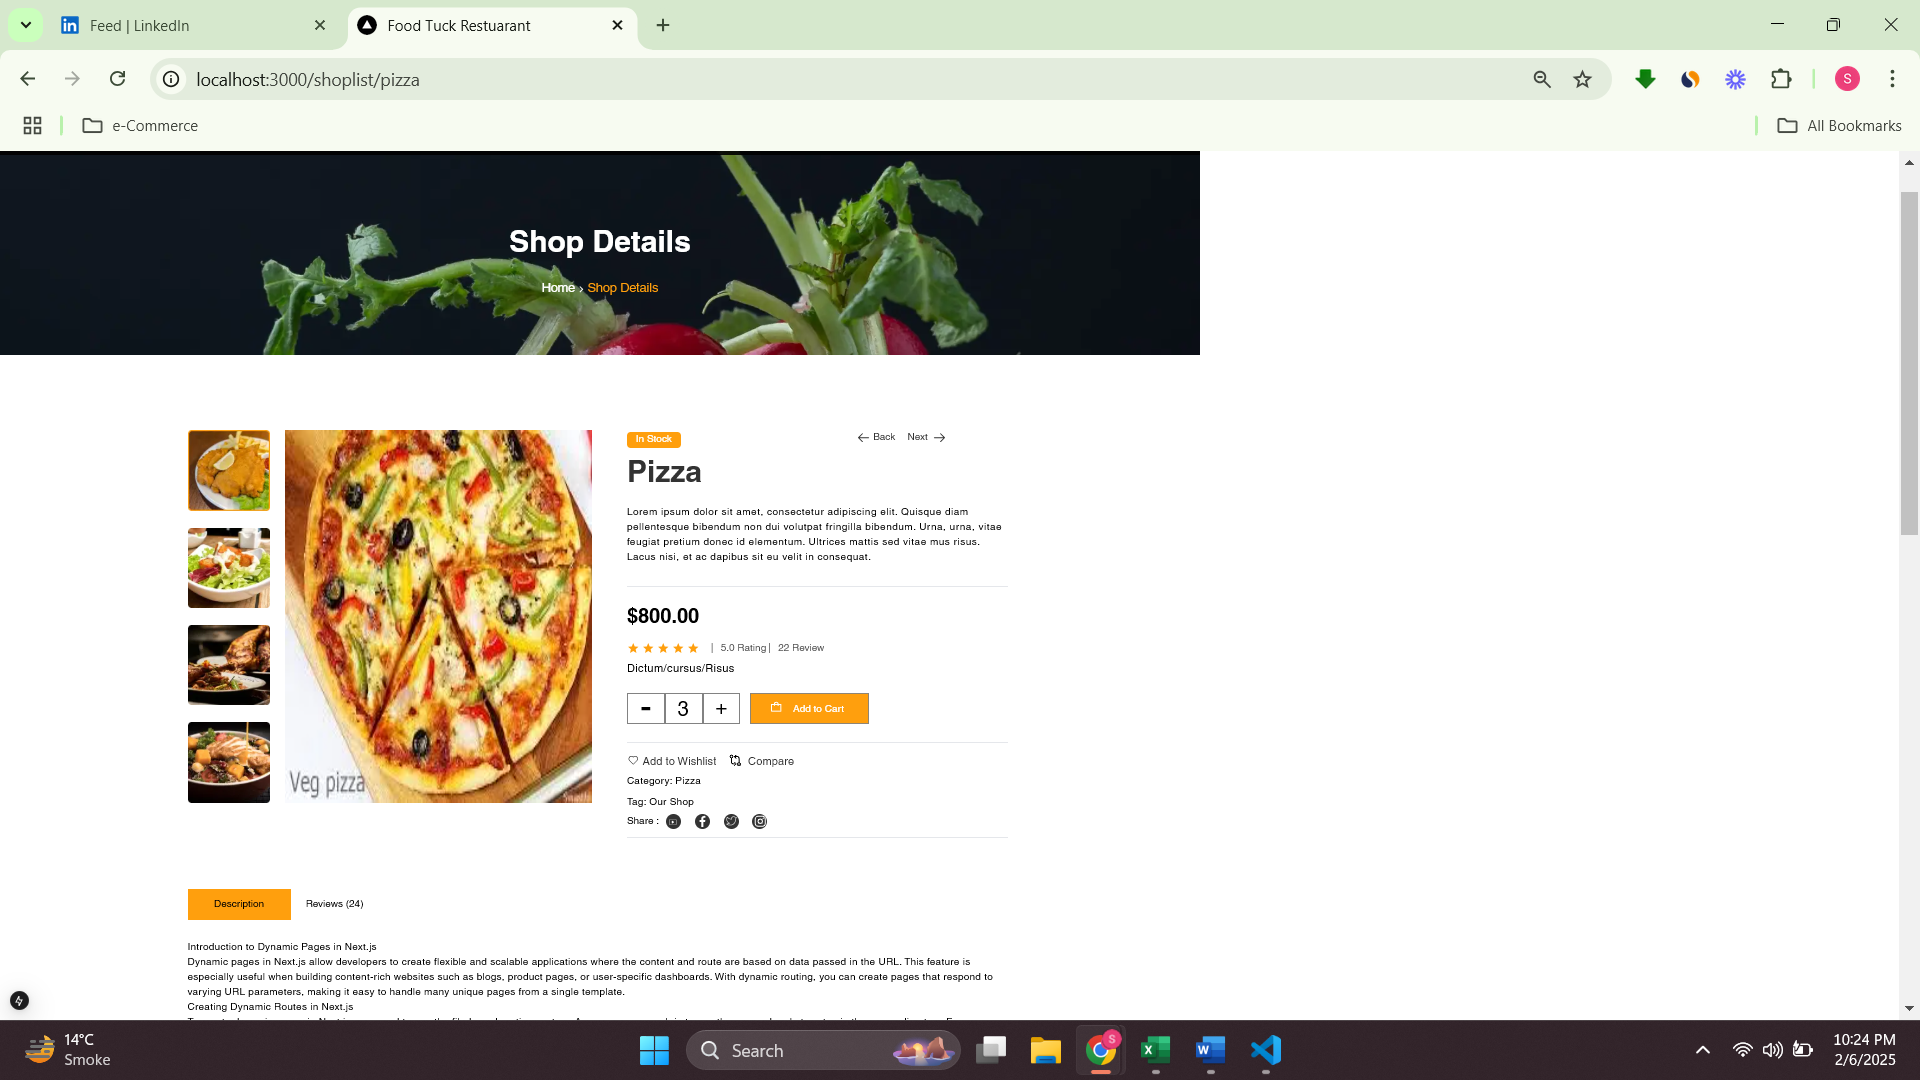 Feed | LinkedIn
Food Tuck Restuarant
localhost:3000/shoplist/pizza
S
e-Commerce
All Bookmarks
Shop Details
Home › Shop Details
In Stock
Back
Next
Pizza
Lorem ipsum dolor sit amet, consectetur adipiscing elit. Quisque diam
pellentesque bibendum non dui volutpat fringilla bibendum. Urna, urna, vitae
feugiat pretium donec id elementum. Ultrices mattis sed vitae mus risus.
Lacus nisi, et ac dapibus sit eu velit in consequat.
$800.00
| 5.0 Rating | 22 Review
Dictum/cursus/Risus
- 3 +
Add to Cart
Add to Wishlist
Compare
Category: Pizza
Tag: Our Shop
Share :
Veg pizza
Description
Reviews (24)
Introduction to Dynamic Pages in Next.js
Dynamic pages in Next.js allow developers to create flexible and scalable applications where the content and route are based on data passed in the URL. This feature is
especially useful when building content-rich websites such as blogs, product pages, or user-specific dashboards. With dynamic routing, you can create pages that respond to
varying URL parameters, making it easy to handle many unique pages from a single template.
Creating Dynamic Routes in Next.js
14°C
Smoke
Search
S
10:24 PM
2/6/2025